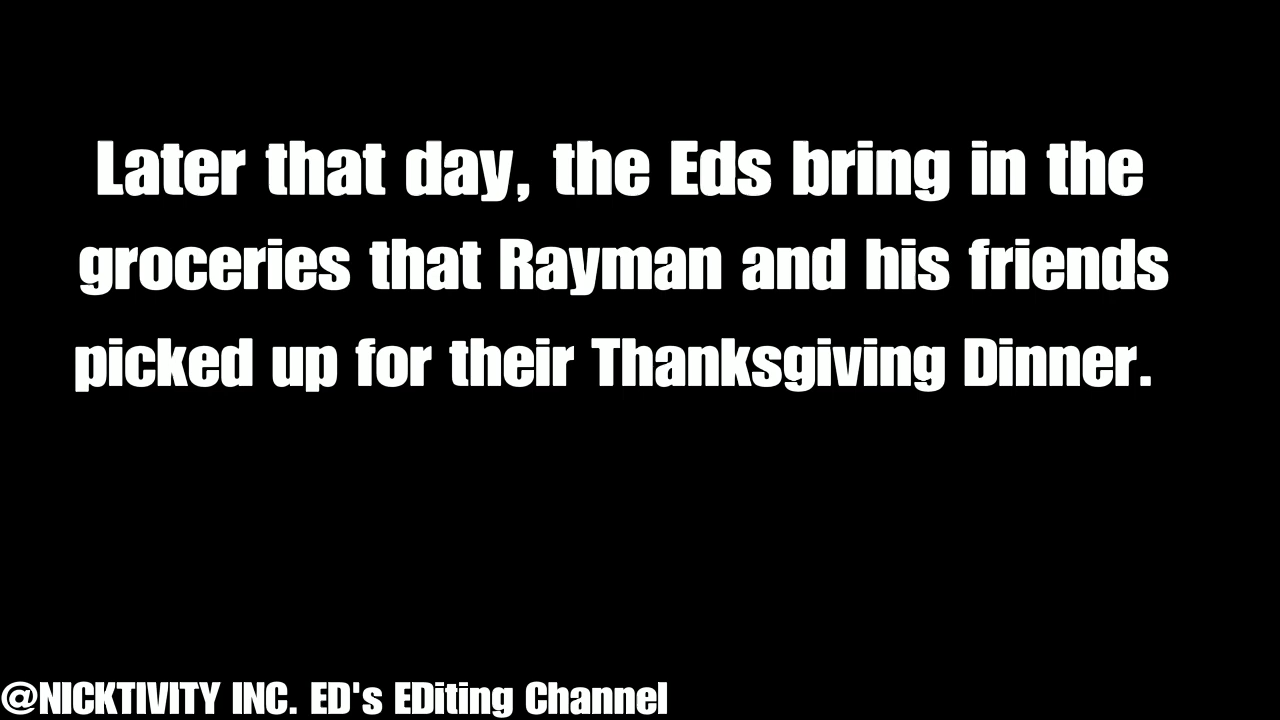 Later that day, the Eds bring in the
groceries that Rayman and his friends
picked up for their Thanksgiving Dinner.
@NICKTIVITY INC. ED's EDiting Channel